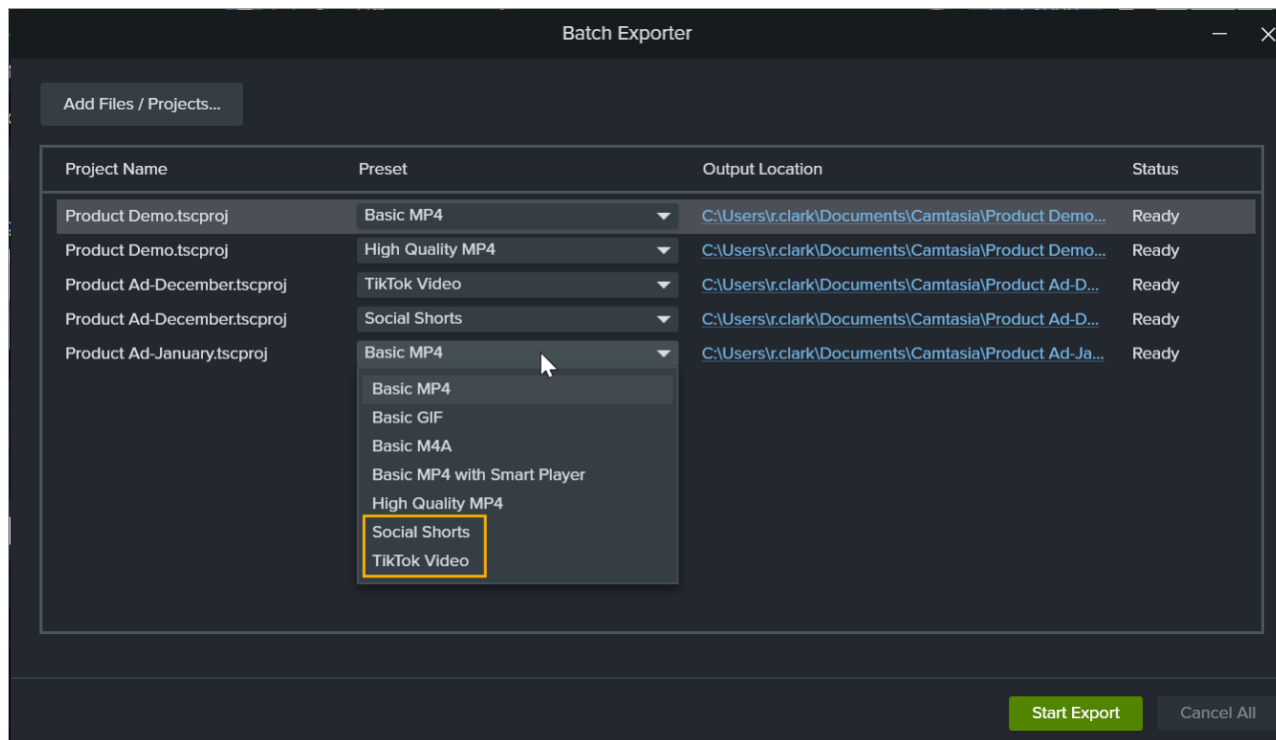 Batch Exporter
Add Files / Projects...
Project Name Preset Output Location Status
Product Demo.tscproj Basic MP4 C:\Users\r.clark\Documents\Camtasia\Product Demo... Ready
Product Demo.tscproj High Quality MP4 C:\Users\r.clark\Documents\Camtasia\Product Demo... Ready
Product Ad-December.tscproj TikTok Video C:\Users\r.clark\Documents\Camtasia\Product Ad-D... Ready
Product Ad-December.tscproj Social Shorts C:\Users\r.clark\Documents\Camtasia\Product Ad-D... Ready
Product Ad-January.tscproj Basic MP4 C:\Users\r.clark\Documents\Camtasia\Product Ad-Ja... Ready
Basic MP4
Basic GIF
Basic M4A
Basic MP4 with Smart Player
High Quality MP4
Social Shorts
TikTok Video
Start Export Cancel All